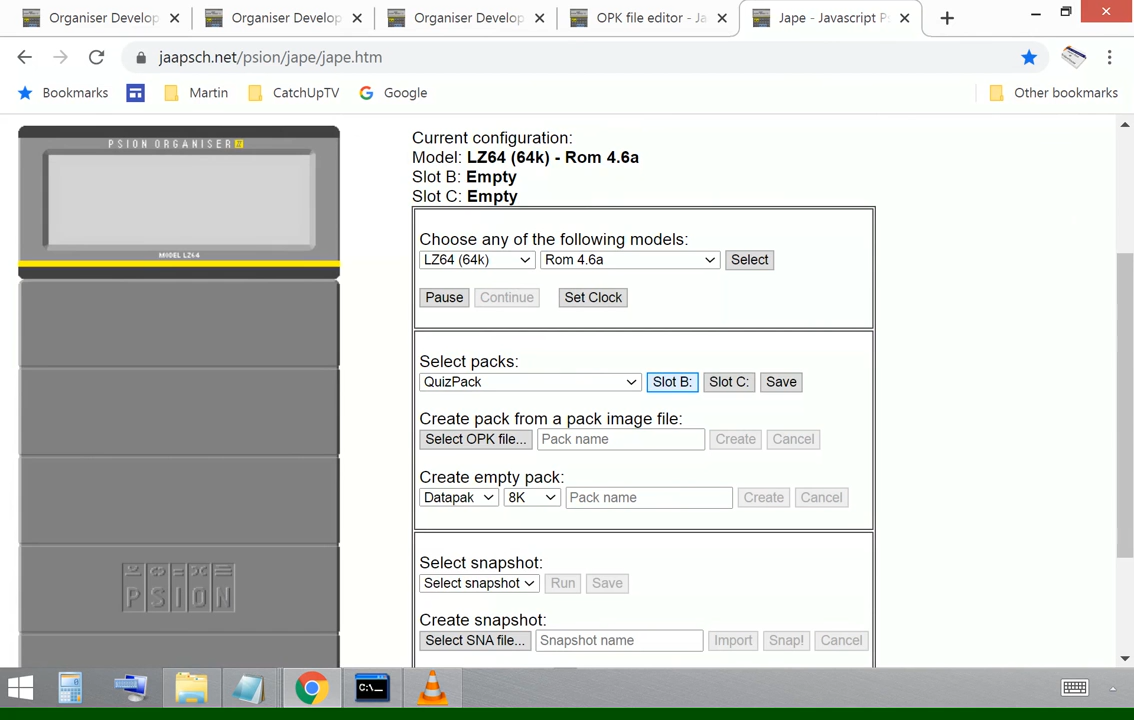 Organiser Develop
Organiser Develop
Organiser Develop
OPK file editor - Ja
Jape - Javascript Ps
jaapsch.net/psion/jape/jape.htm
Bookmarks
Martin
CatchUpTV
Google
Other bookmarks
PSION ORGANISER II
MODEL LZ64
PSION
Current configuration:
Model: LZ64 (64k) - Rom 4.6a
Slot B: Empty
Slot C: Empty
Choose any of the following models:
LZ64 (64k) Rom 4.6a Select
Pause Continue Set Clock
Select packs:
QuizPack Slot B: Slot C: Save
Create pack from a pack image file:
Select OPK file... Pack name Create Cancel
Create empty pack:
Datapak 8K Pack name Create Cancel
Select snapshot:
Select snapshot Run Save
Create snapshot:
Select SNA file... Snapshot name Import Snap! Cancel
C:\_